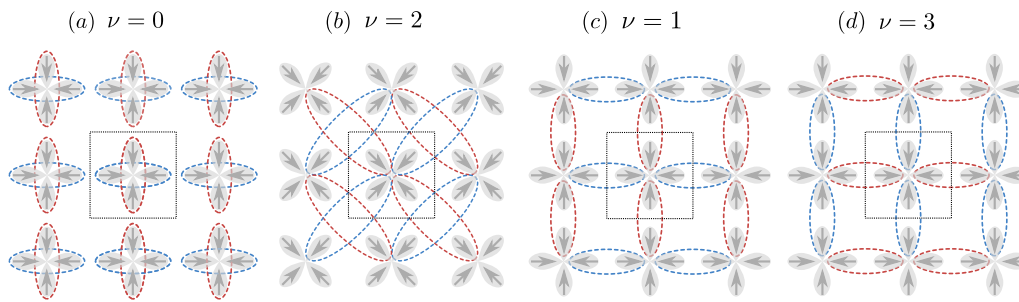 (a) ν = 0
(b) ν = 2
(c) ν = 1
(d) ν = 3